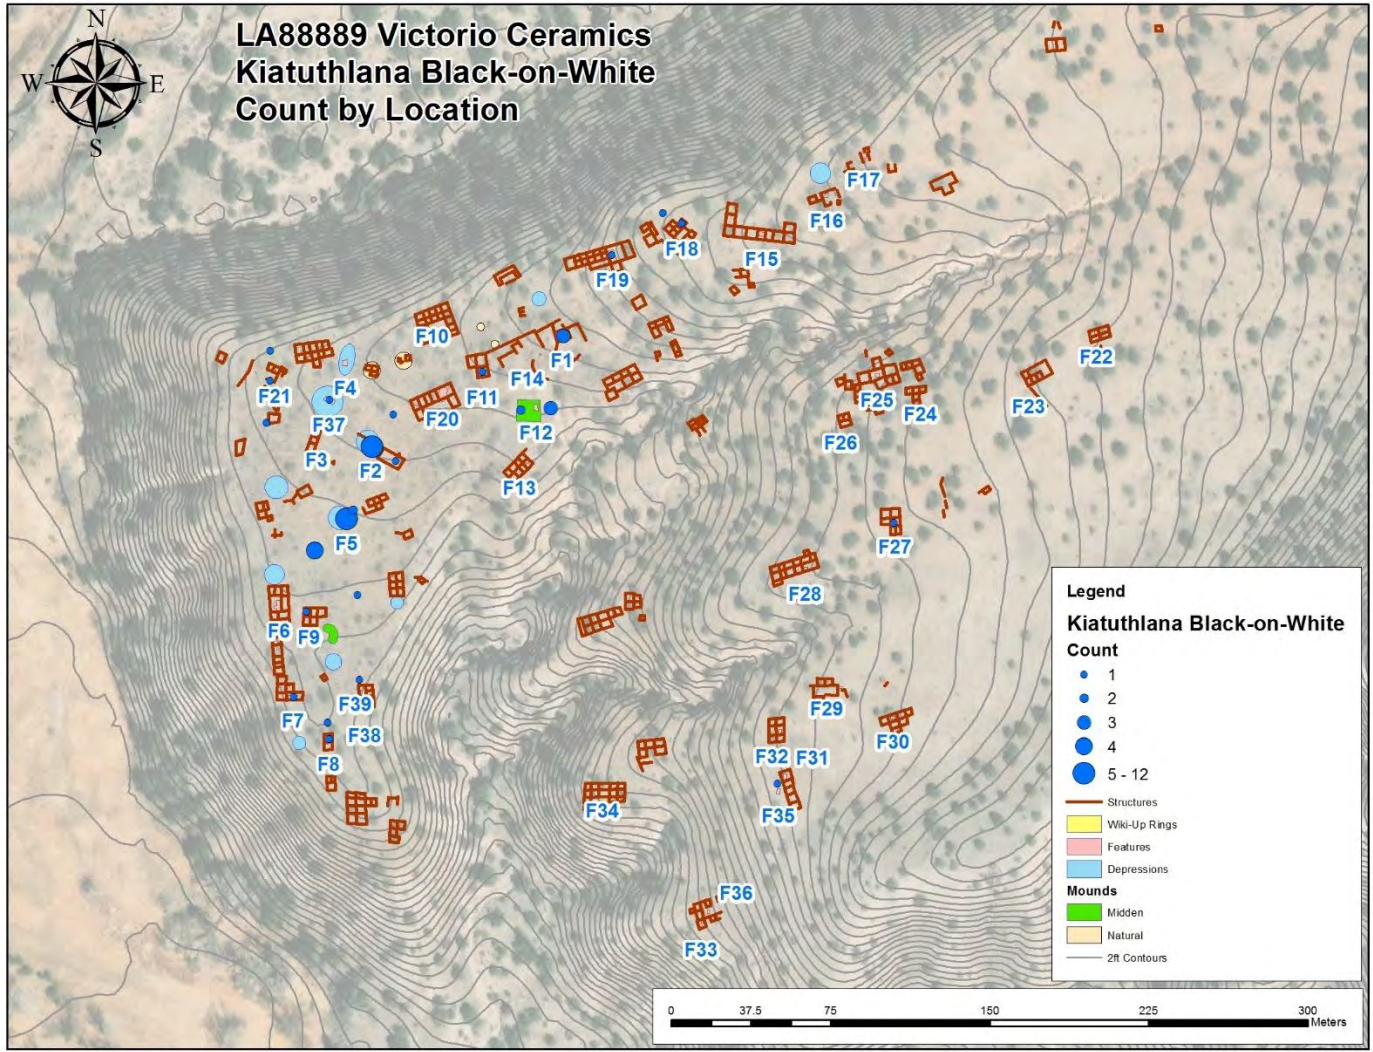 N
W
E
S
LA88889 Victorio Ceramics
Kiatuthlana Black-on-White
Count by Location
F17
F16
F18
F15
F19
F10
F1
F22
F14
F11
F4
F21
F20
F37
F12
F25
F24
F23
F26
F3
F2
F13
F5
F27
F28
F6
F9
F29
F39
F7
F38
F8
F32
F31
F30
F34
F35
F36
F33
Legend
Kiatuthlana Black-on-White
Count
1
2
3
4
5 - 12
Structures
Wiki-Up Rings
Features
Depressions
Mounds
Midden
Natural
2ft Contours
0 37.5 75 150 225 300
Meters